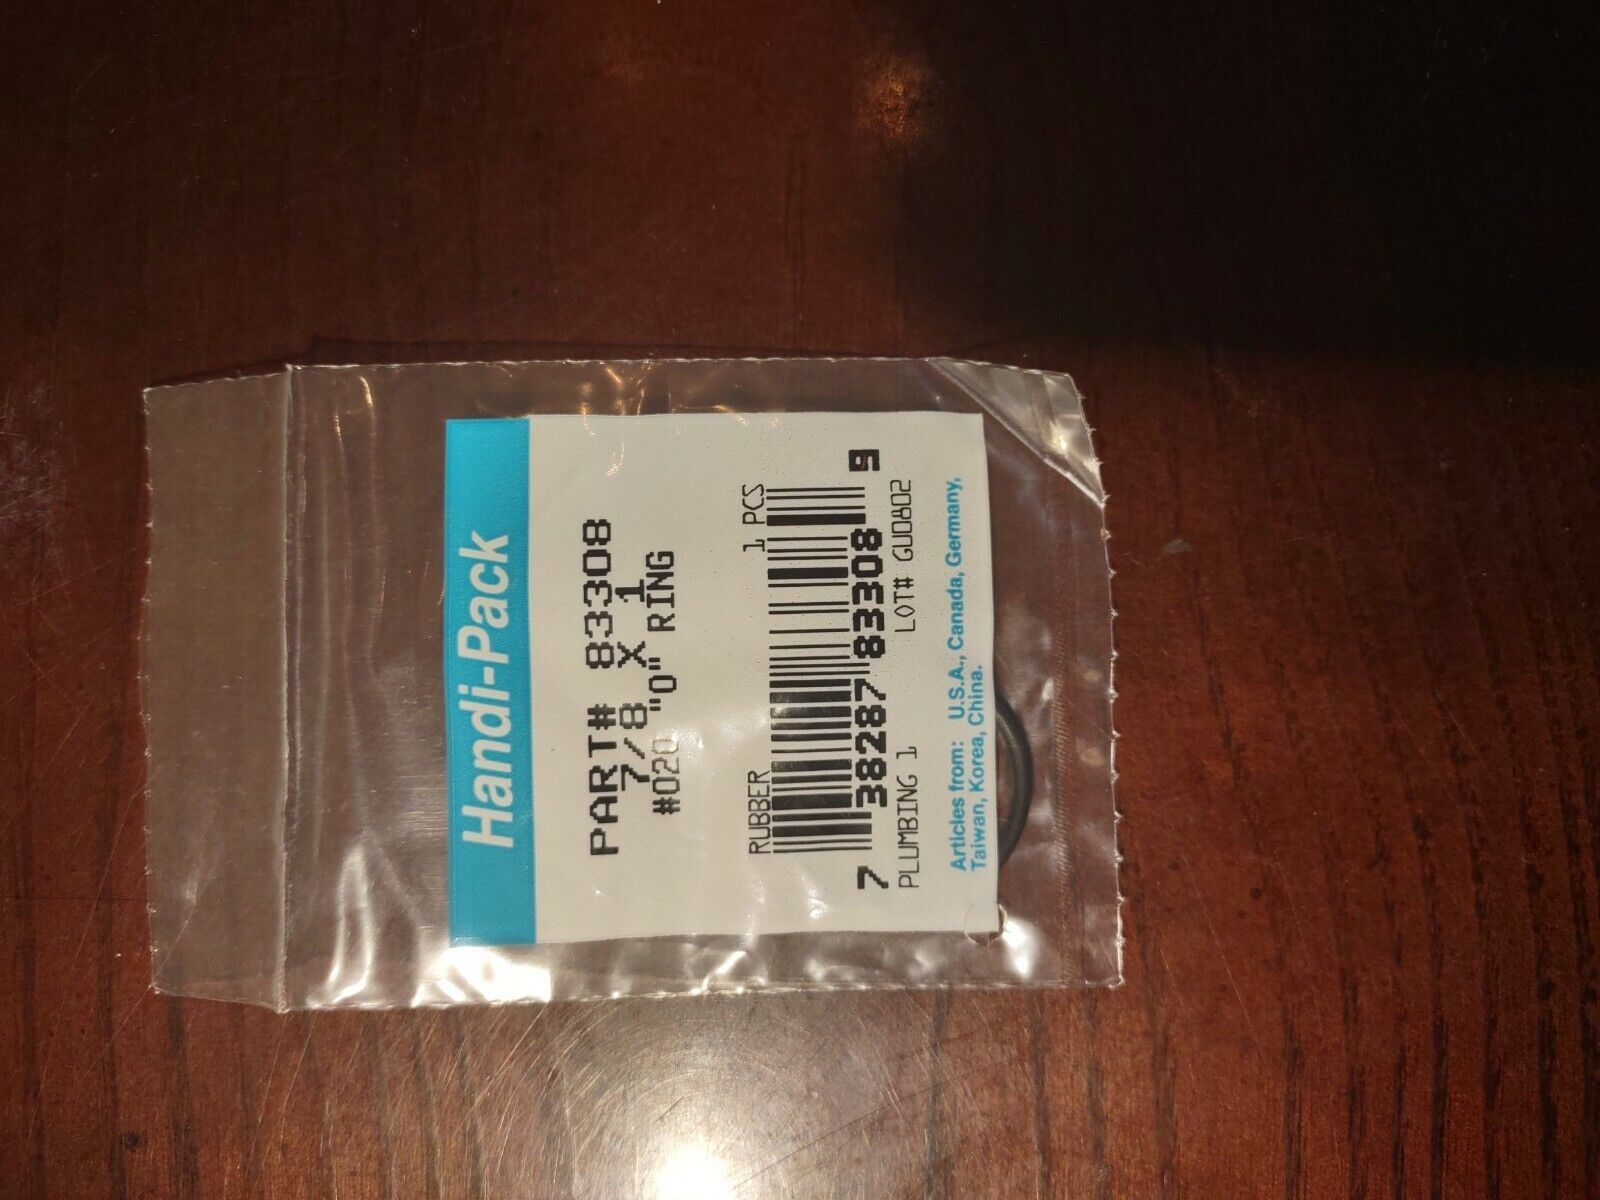 Handi-Pack
PART# 83308
7/8 X 1
#020 "O" RING
RUBBER 1 PCS
7 38287 83308 9
PLUMBING 1 LOT# GU0802
Articles from: U.S.A., Canada, Germany,
Taiwan, Korea, China.